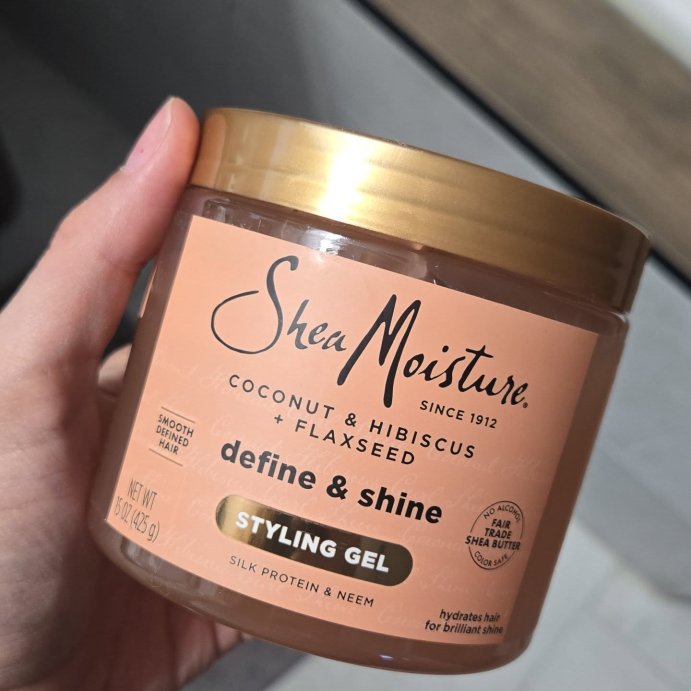 Shea Moisture®
SINCE 1912
COCONUT & HIBISCUS
+ FLAXSEED
define & shine
SMOOTH
DEFINED
HAIR
NET WT
15 OZ (425 g)
STYLING GEL
SILK PROTEIN & NEEM
NO ALCOHOL
FAIR
TRADE
SHEA BUTTER
COLOR SAFE
hydrates hair
for brilliant shine